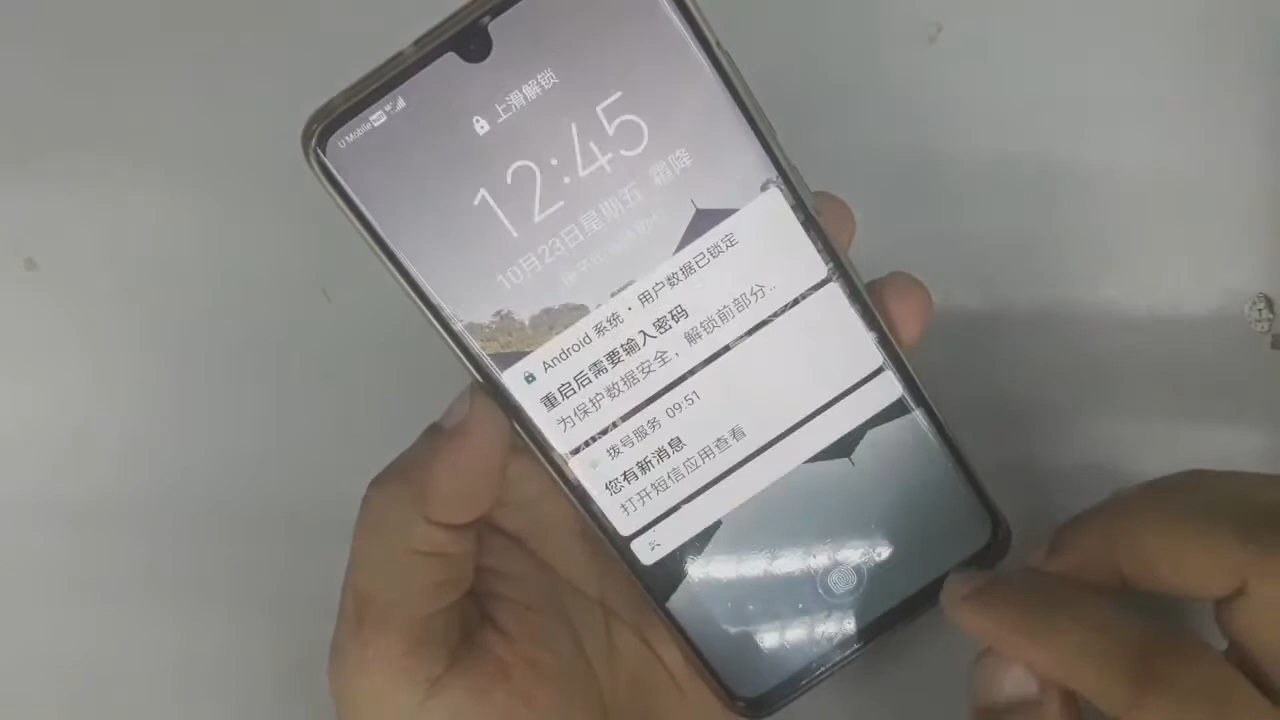 U Mobile
上滑解锁
12:45
10月23日星期五 霜降
Android 系统 · 用户数据已锁定
重启后需要输入密码
为保护数据安全，解锁前部分..
拨号服务 09:51
您有新消息
打开短信应用查看